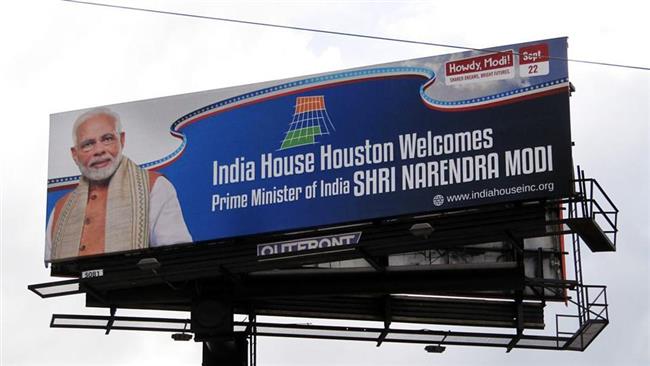 Howdy, Modi!
SHARED DREAMS, BRIGHT FUTURES.
Sept.
22
India House Houston Welcomes
Prime Minister of India SHRI NARENDRA MODI
www.indiahouseinc.org
OUTFRONT
5081